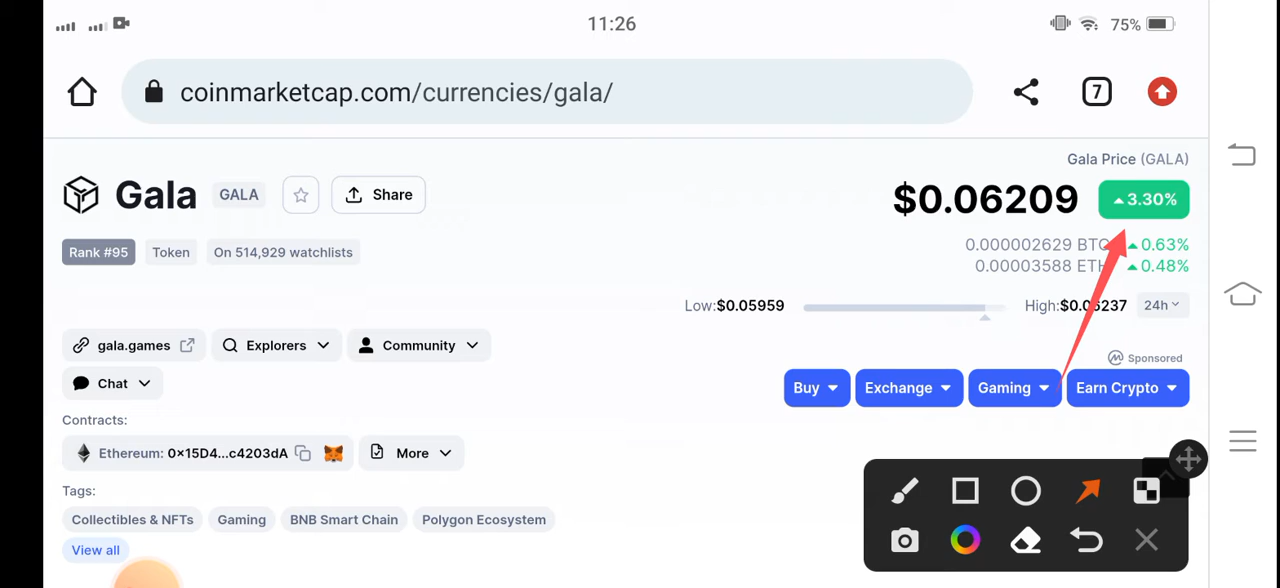 11:26
75%
coinmarketcap.com/currencies/gala/
7
Gala Price (GALA)
Gala GALA Share
$0.06209 3.30%
Rank #95 Token On 514,929 watchlists
0.000002629 BTC 0.63%
0.00003588 ETH 0.48%
Low:$0.05959 High:$0.06237 24h
gala.games Explorers Community
Sponsored
Chat
Buy Exchange Gaming Earn Crypto
Contracts:
Ethereum: 0x15D4...c4203dA More
Tags:
Collectibles & NFTs Gaming BNB Smart Chain Polygon Ecosystem
View all